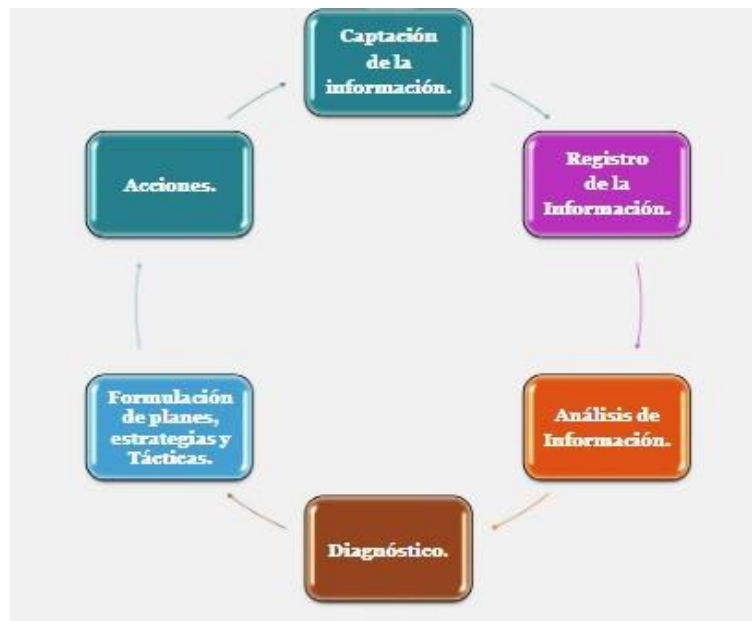 Captación
de la
información.
Registro
de la
Información.
Análisis de
Información.
Diagnóstico.
Formulación
de planes,
estrategias y
Tácticas.
Acciones.